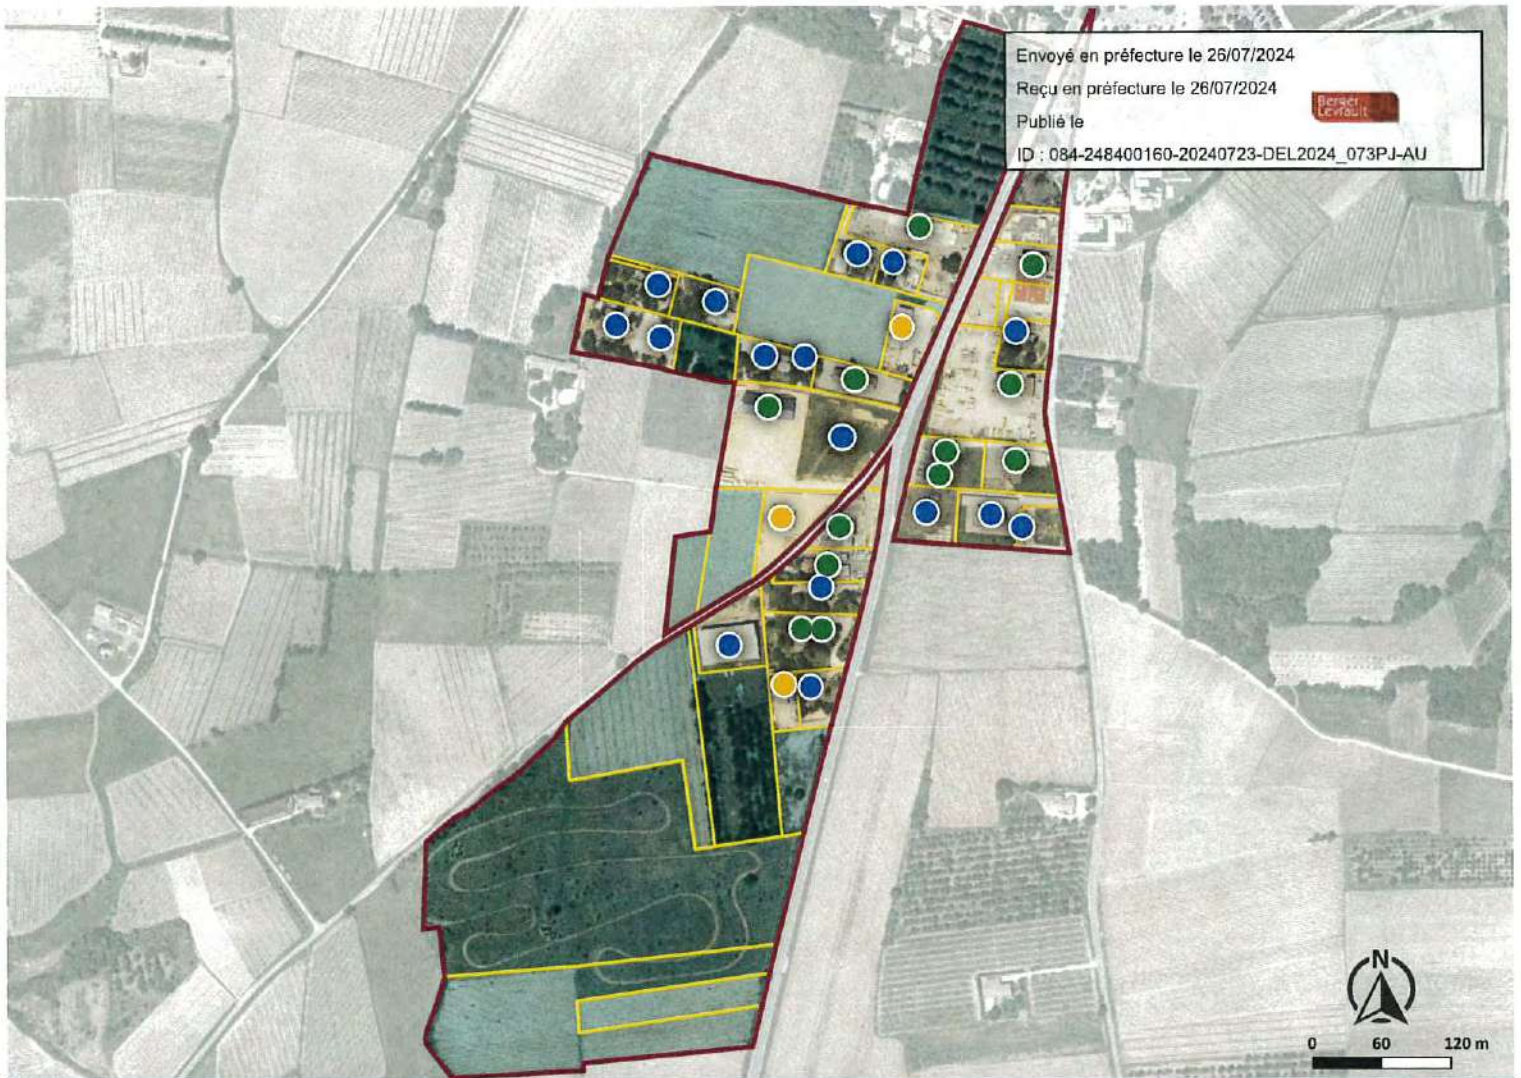 Envoyé en préfecture le 26/07/2024
Reçu en préfecture le 26/07/2024
Publié le
Berger
Levrault
ID : 084-248400160-20240723-DEL2024_073PJ-AU
N
0 60 120 m